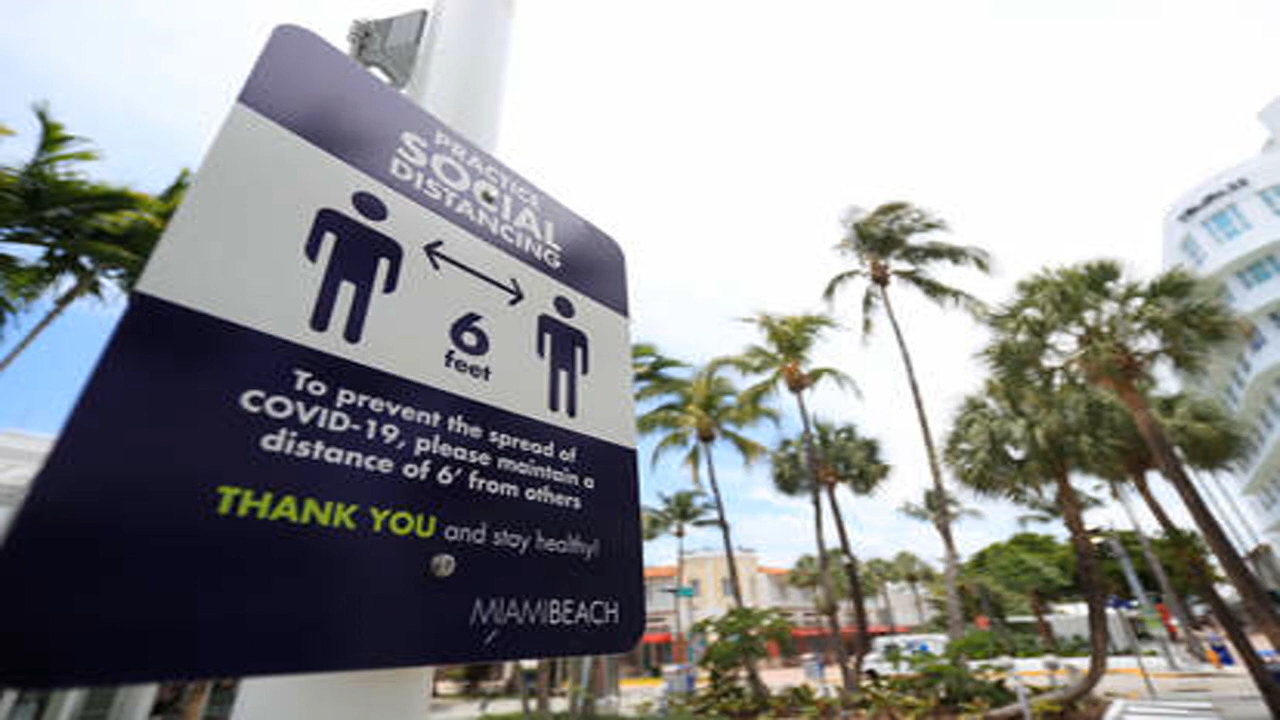 PRACTICE
SOCIAL
DISTANCING
6
feet
To prevent the spread of
COVID-19, please maintain a
distance of 6' from others
THANK YOU and stay healthy!
MIAMIBEACH